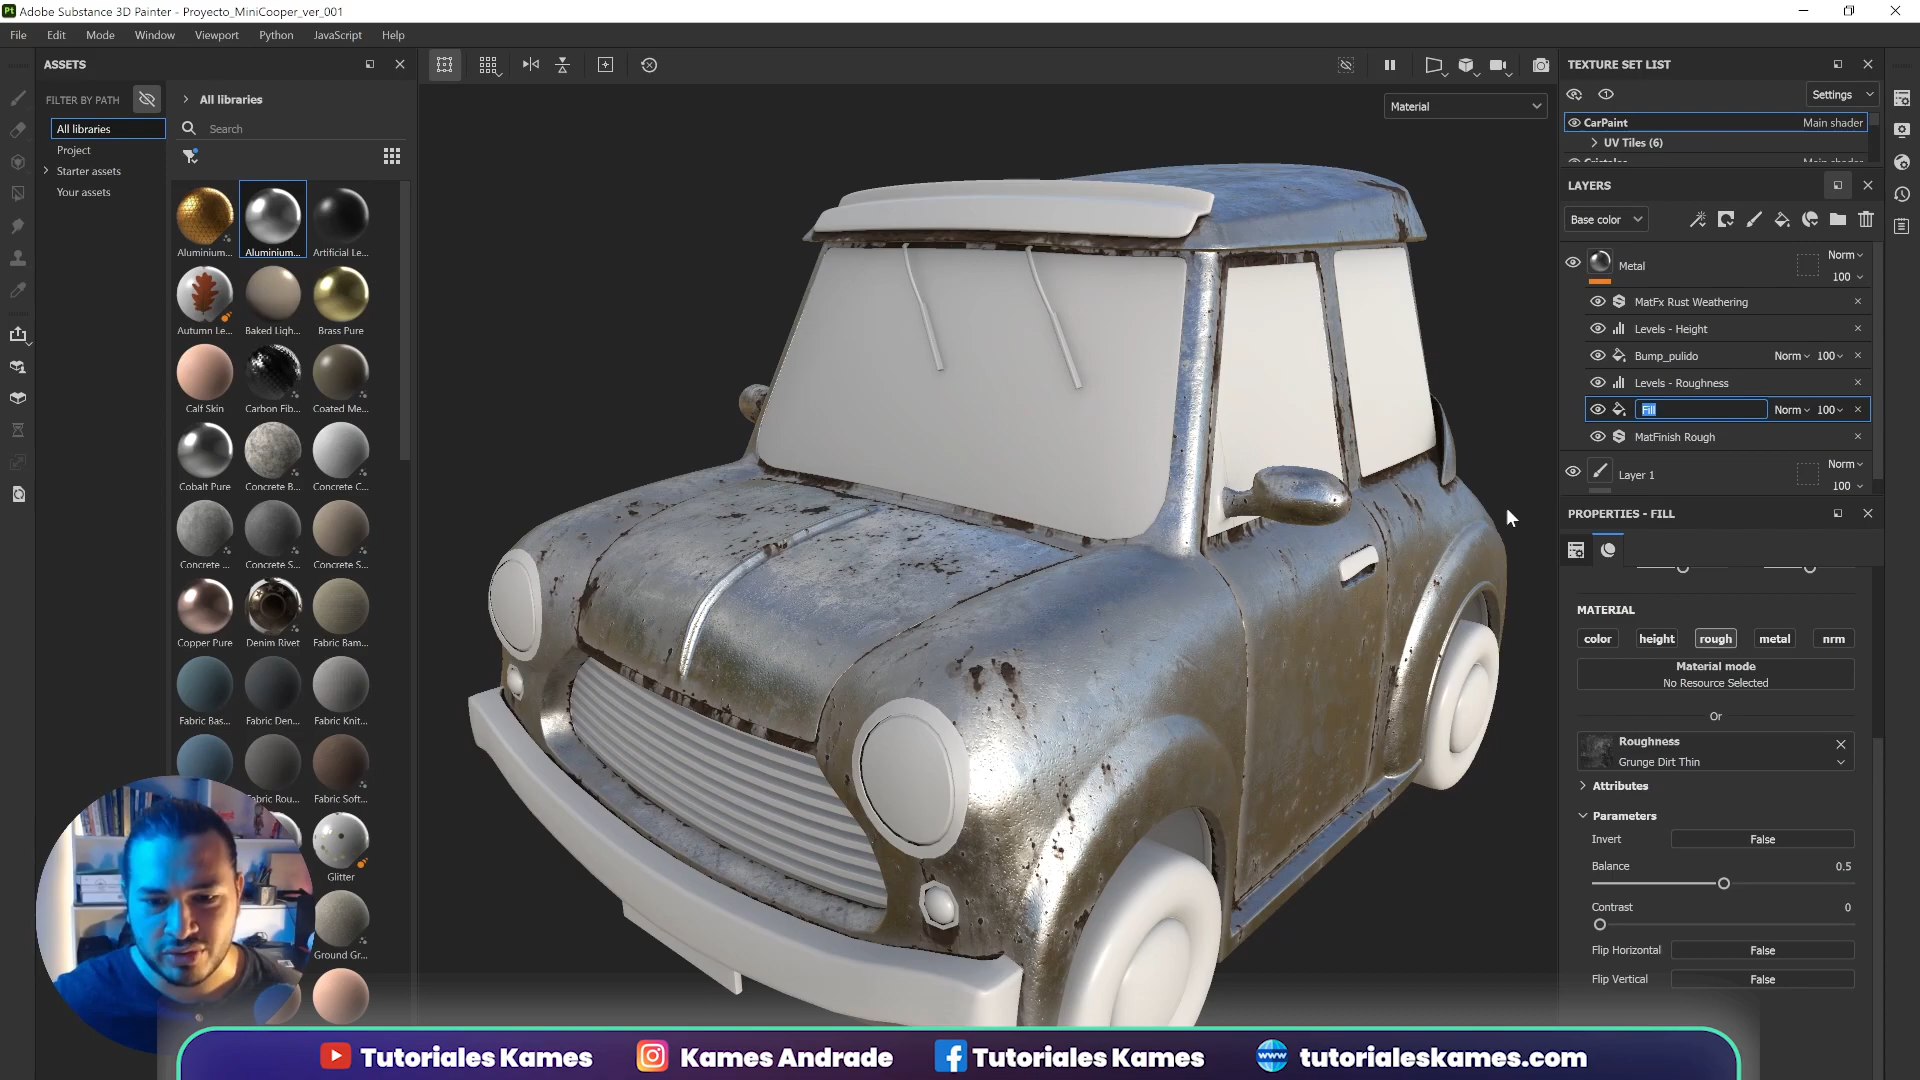 Adobe Substance 3D Painter - Proyecto_MiniCooper_ver_001
File Edit Mode Window Viewport Python JavaScript Help
ASSETS
FILTER BY PATH
All libraries
Project
Starter assets
Your assets
All libraries
Search
Aluminium... Aluminium... Artificial Le...
Autumn Le... Baked Ligh... Brass Pure
Calf Skin Carbon Fib... Coated Me...
Cobalt Pure Concrete B... Concrete C...
Concrete ... Concrete S... Concrete S...
Copper Pure Denim Rivet Fabric Bam...
Fabric Bas... Fabric Den... Fabric Knit...
Fabric Rou... Fabric Soft...
Glitter
Ground Gr...
Material
TEXTURE SET LIST
Settings
CarPaint Main shader
UV Tiles (6)
LAYERS
Base color
Metal Norm 100
MatFx Rust Weathering
Levels - Height
Bump_pulido Norm 100
Levels - Roughness
Fill Norm 100
MatFinish Rough
Layer 1 Norm 100
PROPERTIES - FILL
MATERIAL
color height rough metal nrm
Material mode
No Resource Selected
Or
Roughness
Grunge Dirt Thin
Attributes
Parameters
Invert False
Balance 0.5
Contrast 0
Flip Horizontal False
Flip Vertical False
Tutoriales Kames Kames Andrade Tutoriales Kames tutorialeskames.com